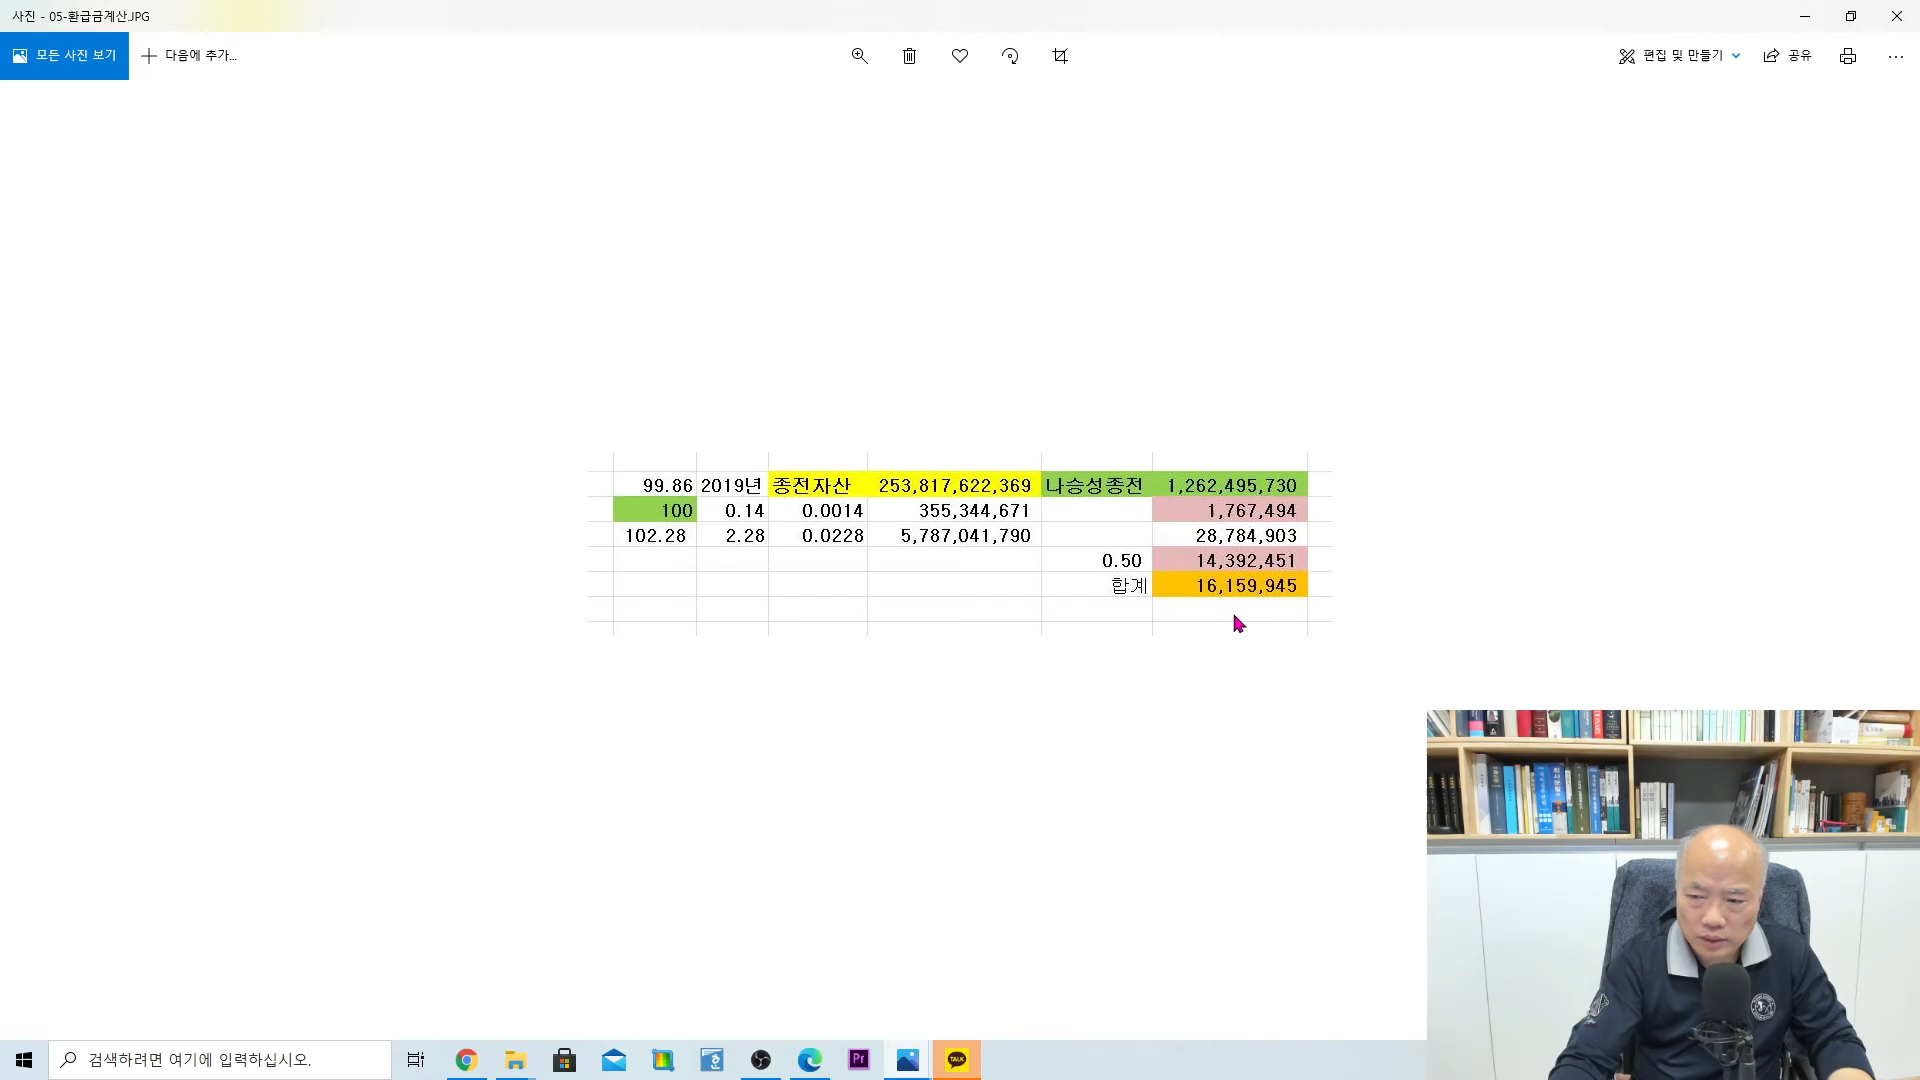 사진 - 05-환급금계산.JPG
모든 사진 보기
다음에 추가...
편집 및 만들기
공유
99.86 2019년 종전자산 253,817,622,369 나승성종전 1,262,495,730
100 0.14 0.0014 355,344,671 1,767,494
102.28 2.28 0.0228 5,787,041,790 28,784,903
0.50 14,392,451
합계 16,159,945
검색하려면 여기에 입력하십시오.
Pr
TALK